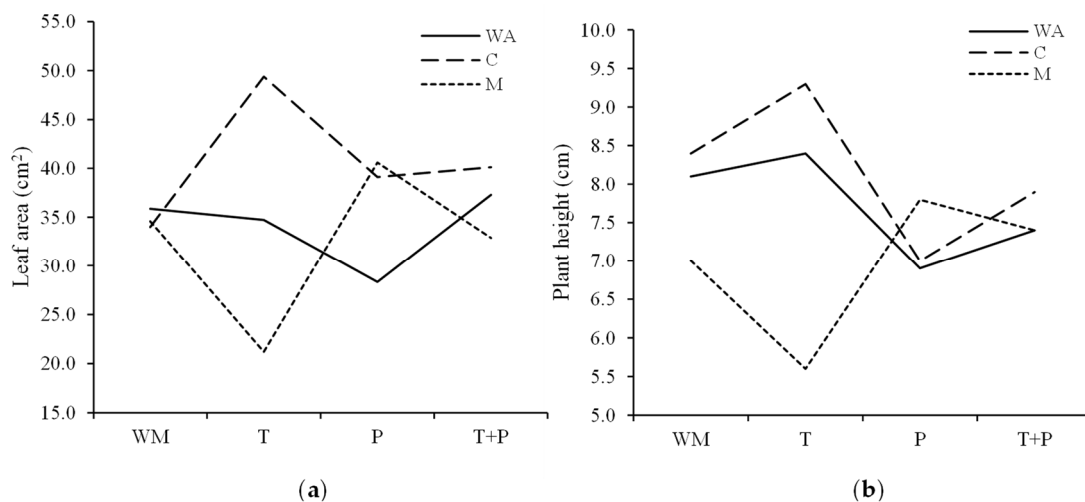 55.0
50.0
45.0
40.0
35.0
30.0
25.0
20.0
15.0
Leaf area (cm²)
WA
C
M
WM T P T+P
(a)
10.0
9.5
9.0
8.5
8.0
7.5
7.0
6.5
6.0
5.5
5.0
Plant height (cm)
WA
C
M
WM T P T+P
(b)